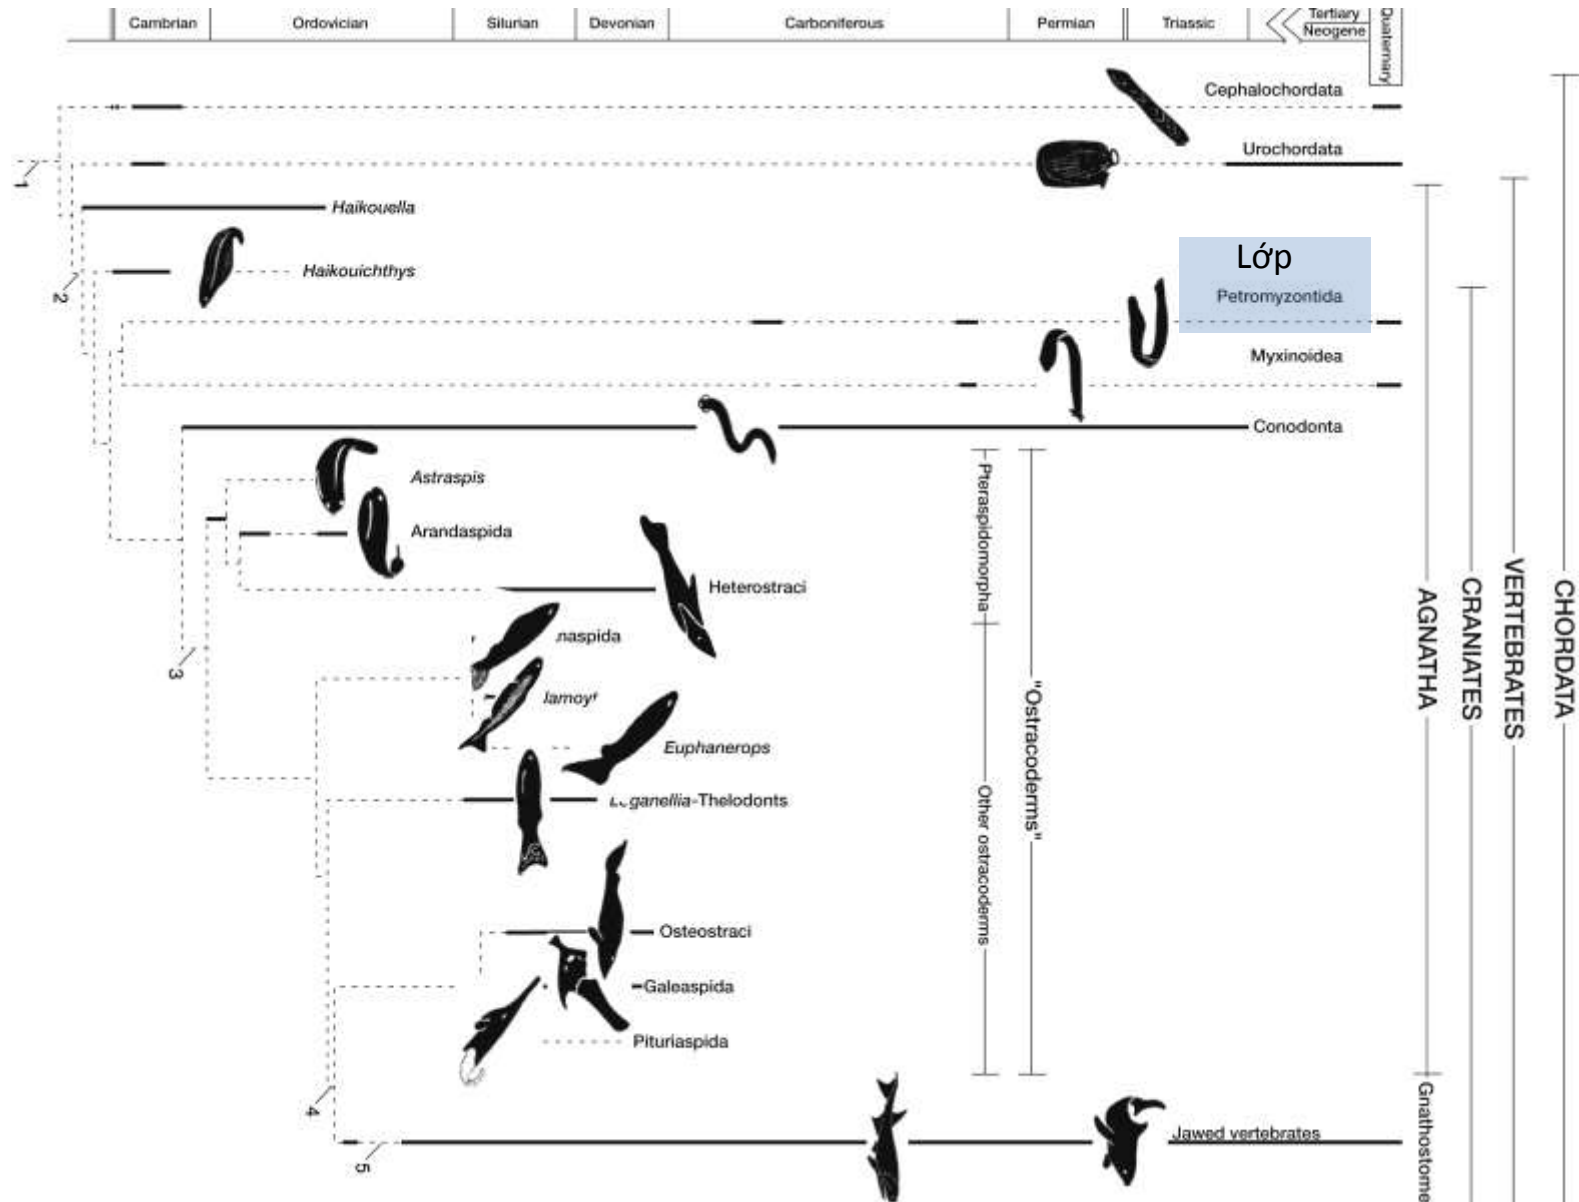 Cambrian
Ordovician
Silurian
Devonian
Carboniferous
Permian
Triassic
Tertiary
Neogene
Quaternary
Cephalochordata
Urochordata
1
Haikouella
Haikouichthys
2
Lớp
Petromyzontida
Myxinoidea
Conodonta
Astraspis
Arandaspida
Heterostraci
Pteraspidomorpha
naspida
3
Jamoy
Euphanerops
ganellia-Thelodonts
Other ostracoderms
"Ostracoderms"
AGNATHA
CRANIATES
VERTEBRATES
CHORDATA
Osteostraci
Galeaspida
Pituriaspida
4
Jawed vertebrates
5
Gnathostome